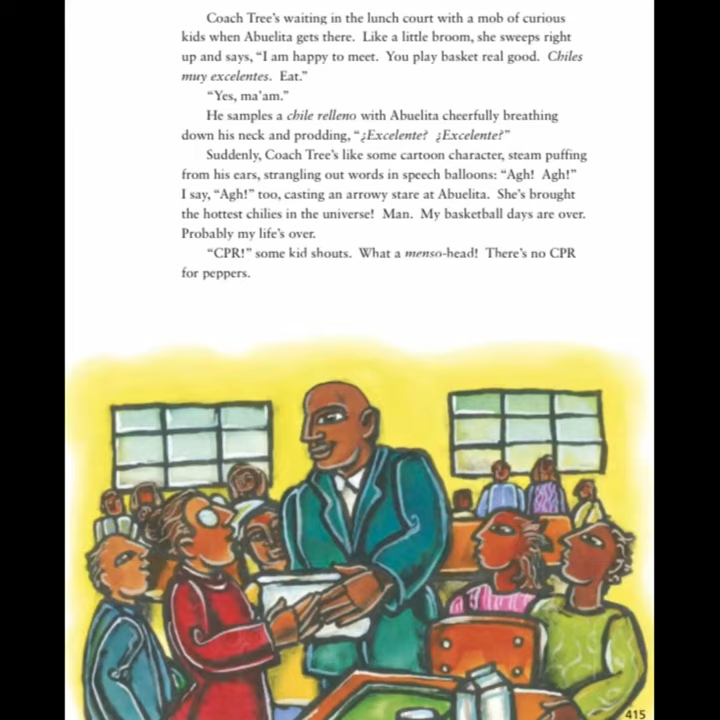 Coach Tree's waiting in the lunch court with a mob of curious
kids when Abuelita gets there. Like a little broom, she sweeps right
up and says, "I am happy to meet. You play basket real good. Chiles
muy excelentes. Eat."
"Yes, ma'am."
He samples a chile relleno with Abuelita cheerfully breathing
down his neck and prodding, "¿Excelente? ¿Excelente?"
Suddenly, Coach Tree's like some cartoon character, steam puffing
from his ears, strangling out words in speech balloons: "Agh! Agh!"
I say, "Agh!" too, casting an arrowy stare at Abuelita. She's brought
the hottest chilies in the universe! Man. My basketball days are over.
Probably my life's over.
"CPR!" some kid shouts. What a menso-head! There's no CPR
for peppers.
415